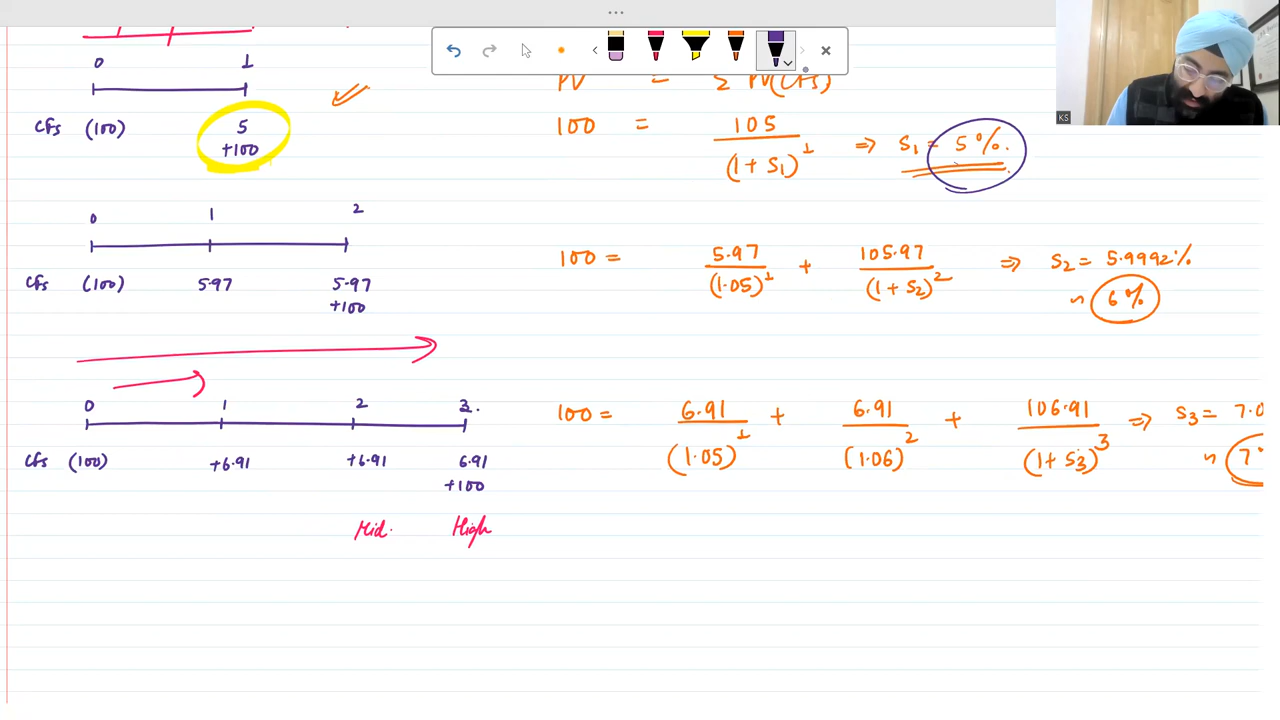 0 1
CFs (100) 5
+100
PV = Σ PV(CFs)
100 = 105 / (1 + S1)^1 ⇒ S1 = 5%.
0 1 2
CFs (100) 5.97 5.97
+100
100 = 5.97 / (1.05)^1 + 105.97 / (1 + S2)^2 ⇒ S2 = 5.9992%
~ 6%
0 1 2 3.
CFs (100) +6.91 +6.91 6.91
+100
100 = 6.91 / (1.05)^1 + 6.91 / (1.06)^2 + 106.91 / (1 + S3)^3 ⇒ S3 = 7.0
~ 7
Mid. High
KS